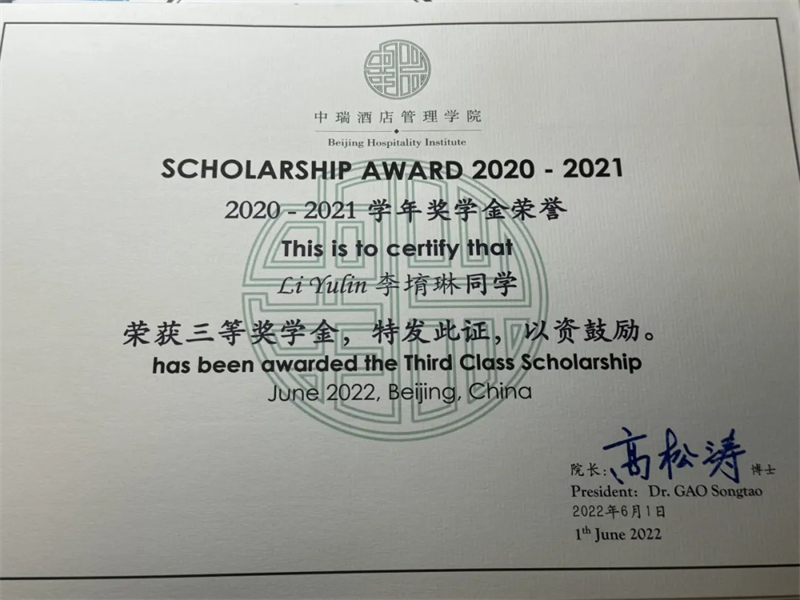 中瑞酒店管理学院
Beijing Hospitality Institute
SCHOLARSHIP AWARD 2020 - 2021
2020 - 2021 学年奖学金荣誉
This is to certify that
Li Yulin 李堉琳同学
荣获三等奖学金，特发此证，以资鼓励。
has been awarded the Third Class Scholarship
June 2022, Beijing, China
院长：高松涛 博士
President: Dr. GAO Songtao
2022年6月1日
1th June 2022